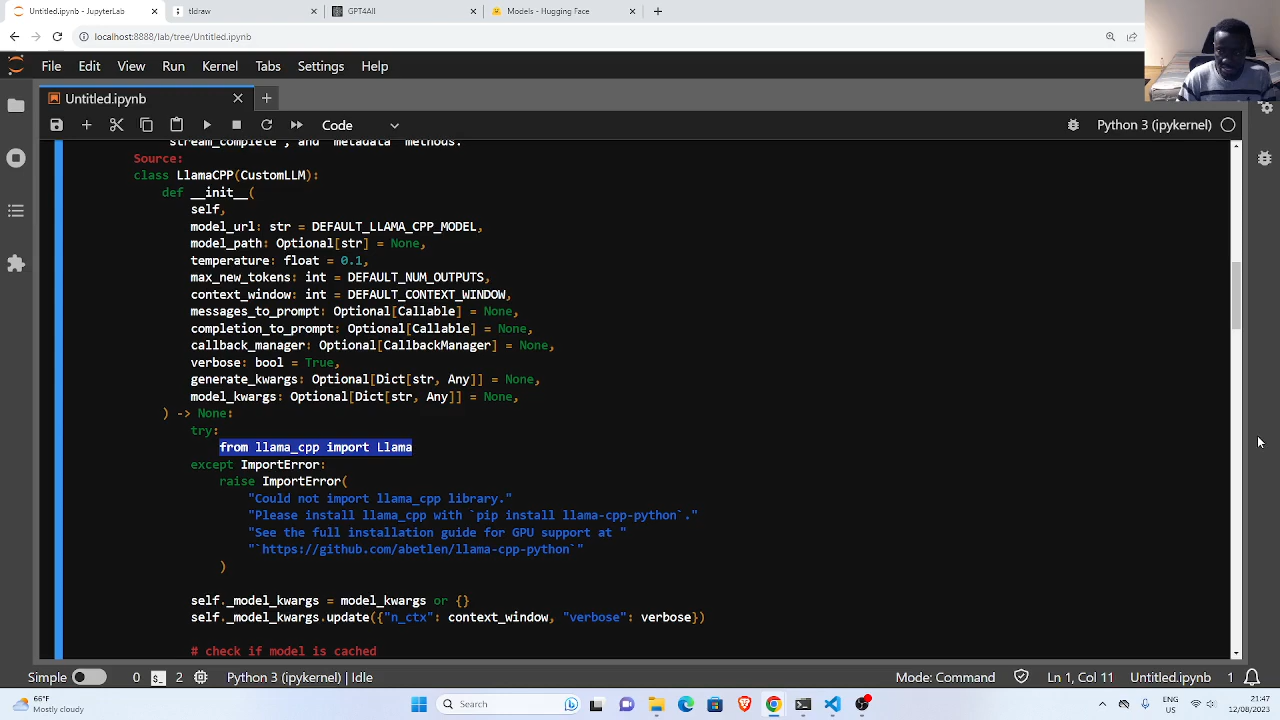 Untitled.ipynb - JupyterLab
tldraw
GPT4All
Models - Hugging Face
localhost:8888/lab/tree/Untitled.ipynb
File Edit View Run Kernel Tabs Settings Help
Untitled.ipynb
Code
Python 3 (ipykernel)
`stream_complete`, and `metadata` methods.
Source:
class LlamaCPP(CustomLLM):
def __init__(
self,
model_url: str = DEFAULT_LLAMA_CPP_MODEL,
model_path: Optional[str] = None,
temperature: float = 0.1,
max_new_tokens: int = DEFAULT_NUM_OUTPUTS,
context_window: int = DEFAULT_CONTEXT_WINDOW,
messages_to_prompt: Optional[Callable] = None,
completion_to_prompt: Optional[Callable] = None,
callback_manager: Optional[CallbackManager] = None,
verbose: bool = True,
generate_kwargs: Optional[Dict[str, Any]] = None,
model_kwargs: Optional[Dict[str, Any]] = None,
) -> None:
try:
from llama_cpp import Llama
except ImportError:
raise ImportError(
"Could not import llama_cpp library."
"Please install llama_cpp with `pip install llama-cpp-python`."
"See the full installation guide for GPU support at "
"`https://github.com/abetlen/llama-cpp-python`"
)
self._model_kwargs = model_kwargs or {}
self._model_kwargs.update({"n_ctx": context_window, "verbose": verbose})
# check if model is cached
Simple 0 2 Python 3 (ipykernel) | Idle Mode: Command Ln 1, Col 11 Untitled.ipynb 1
66°F
Mostly cloudy
Search
ENG
US
21:47
12/08/2023